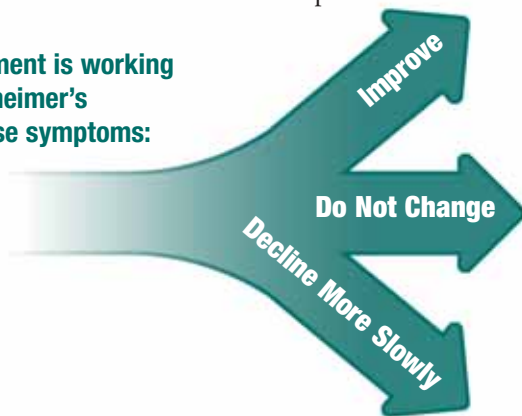 ment is working
heimer's
se symptoms:
Improve
Do Not Change
Decline More Slowly